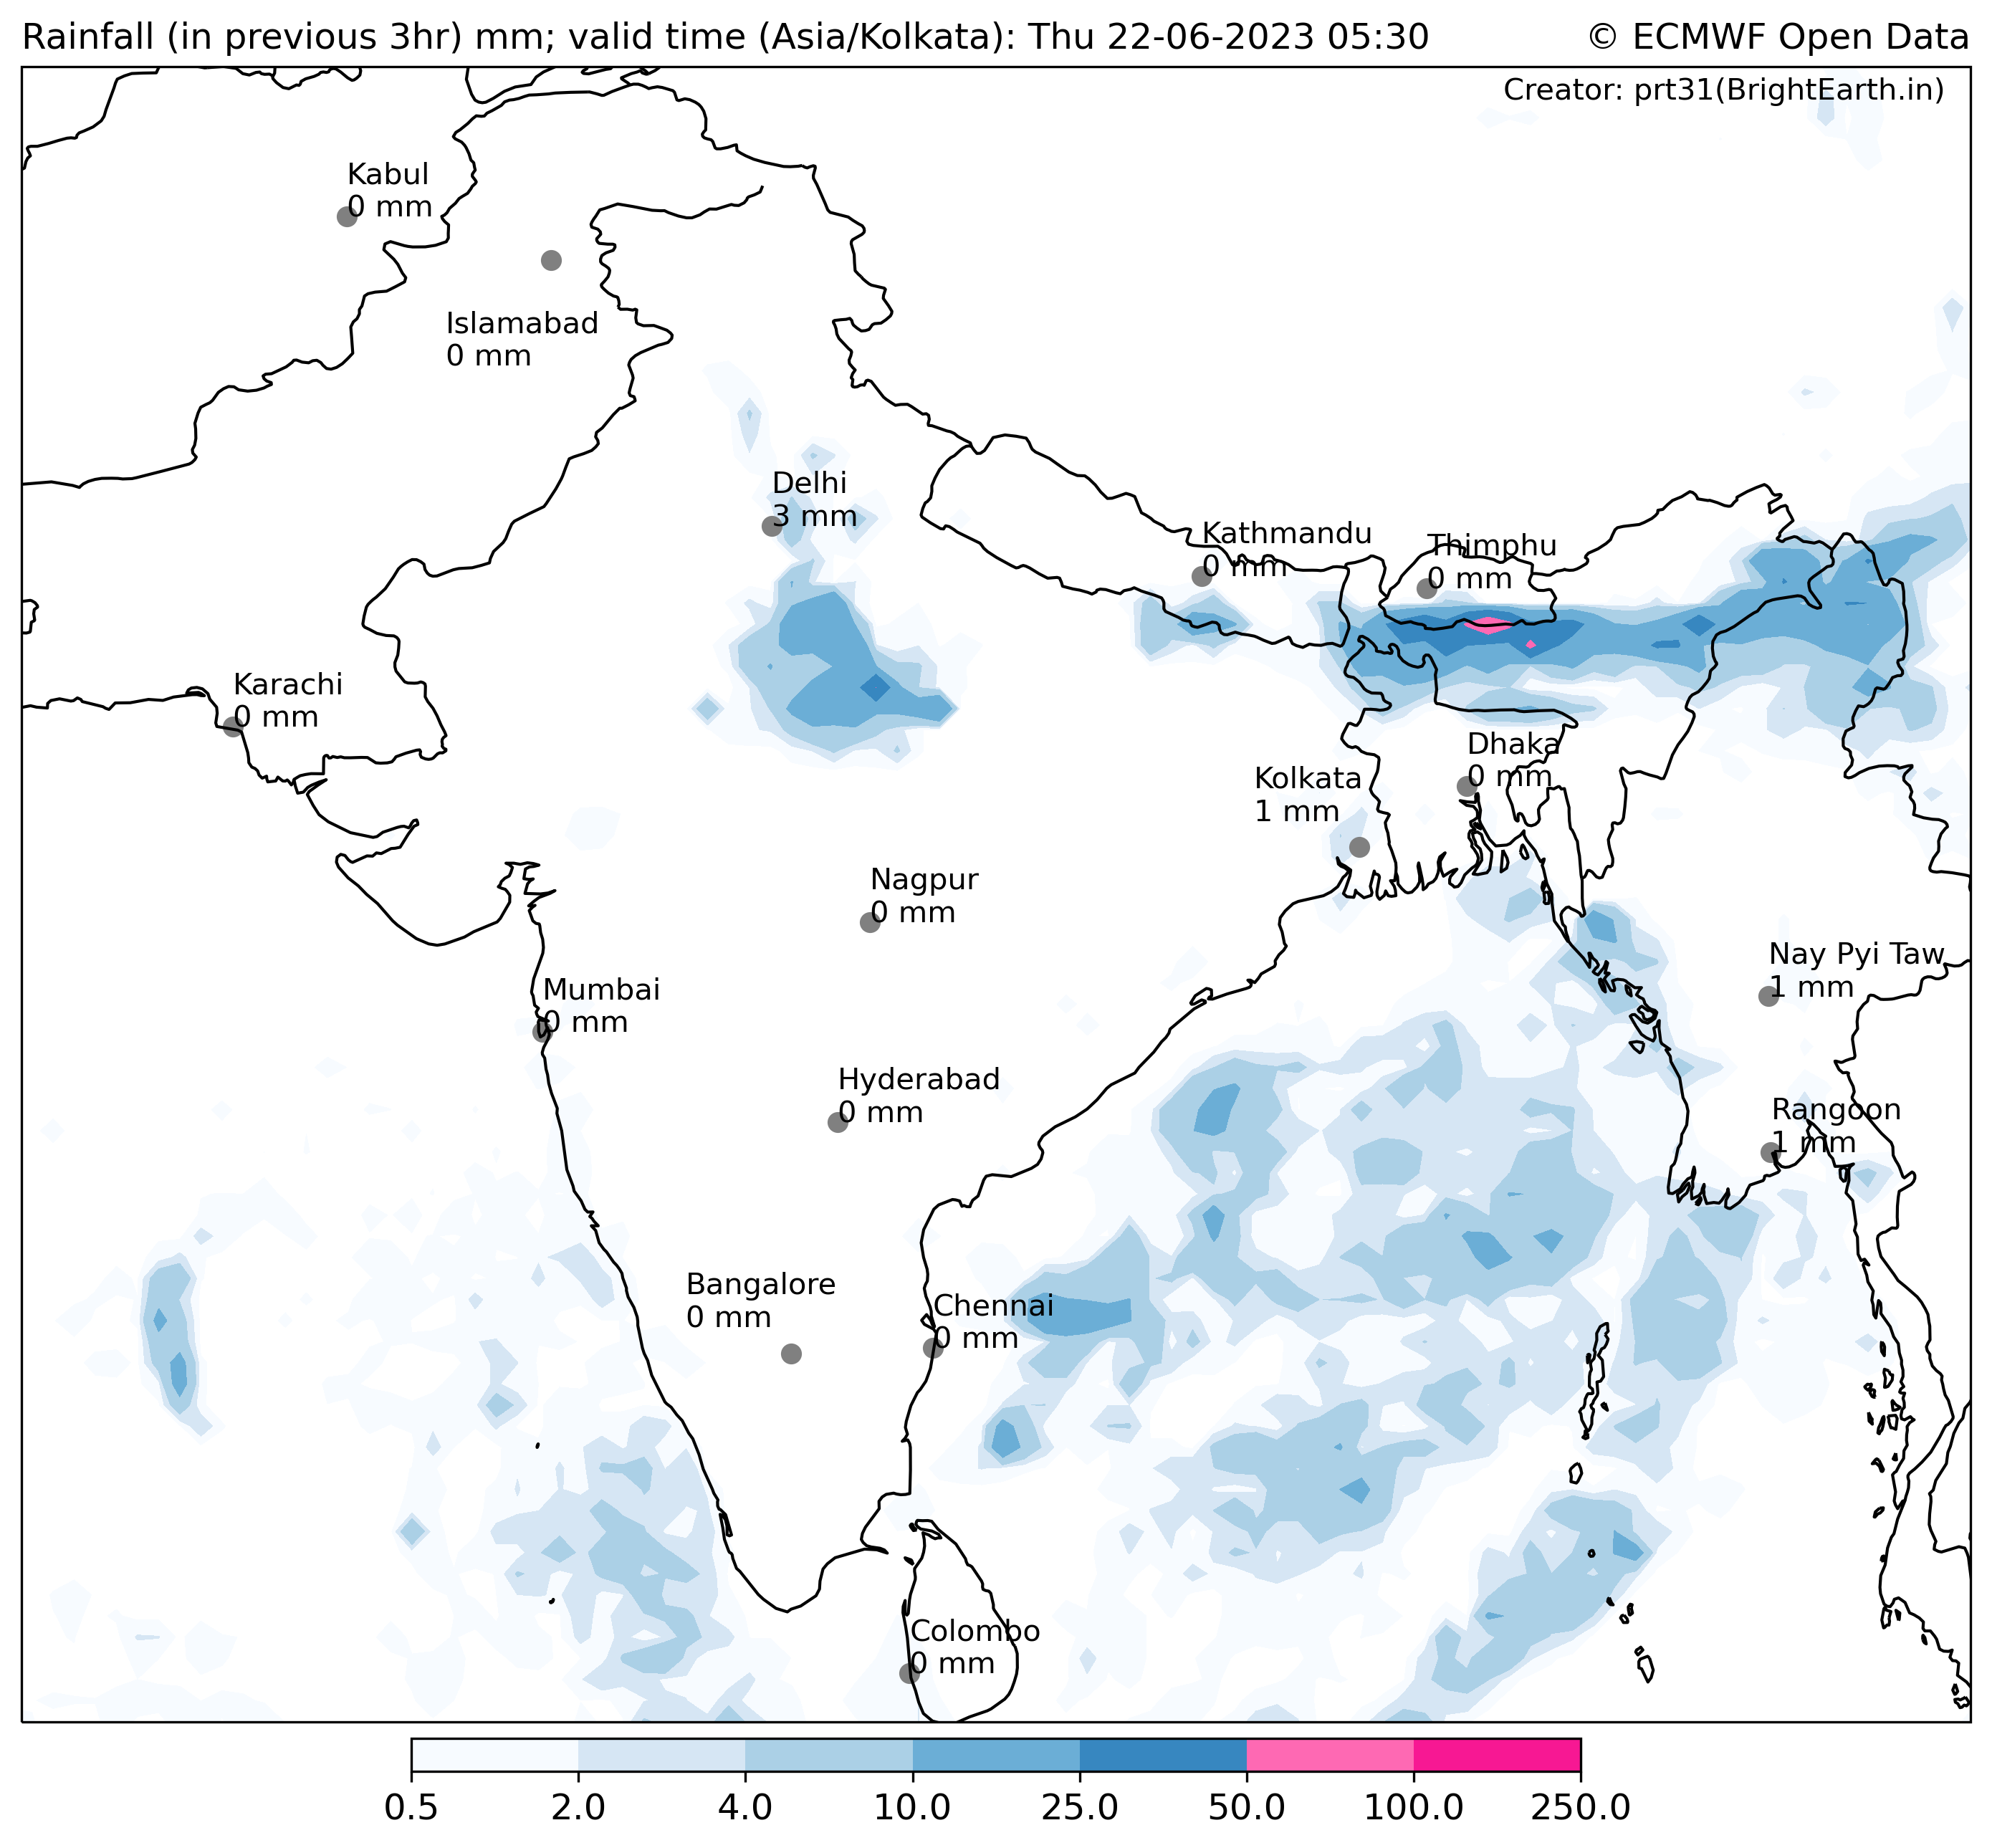 Rainfall (in previous 3hr) mm; valid time (Asia/Kolkata): Thu 22-06-2023 05:30
© ECMWF Open Data
Creator: prt31(BrightEarth.in)
Kabul
0 mm
Islamabad
0 mm
Delhi
3 mm
Kathmandu
0 mm
Thimphu
0 mm
Karachi
0 mm
Dhaka
0 mm
Kolkata
1 mm
Nagpur
0 mm
Nay Pyi Taw
1 mm
Mumbai
0 mm
Hyderabad
0 mm
Rangoon
1 mm
Bangalore
0 mm
Chennai
0 mm
Colombo
0 mm
0.5 2.0 4.0 10.0 25.0 50.0 100.0 250.0